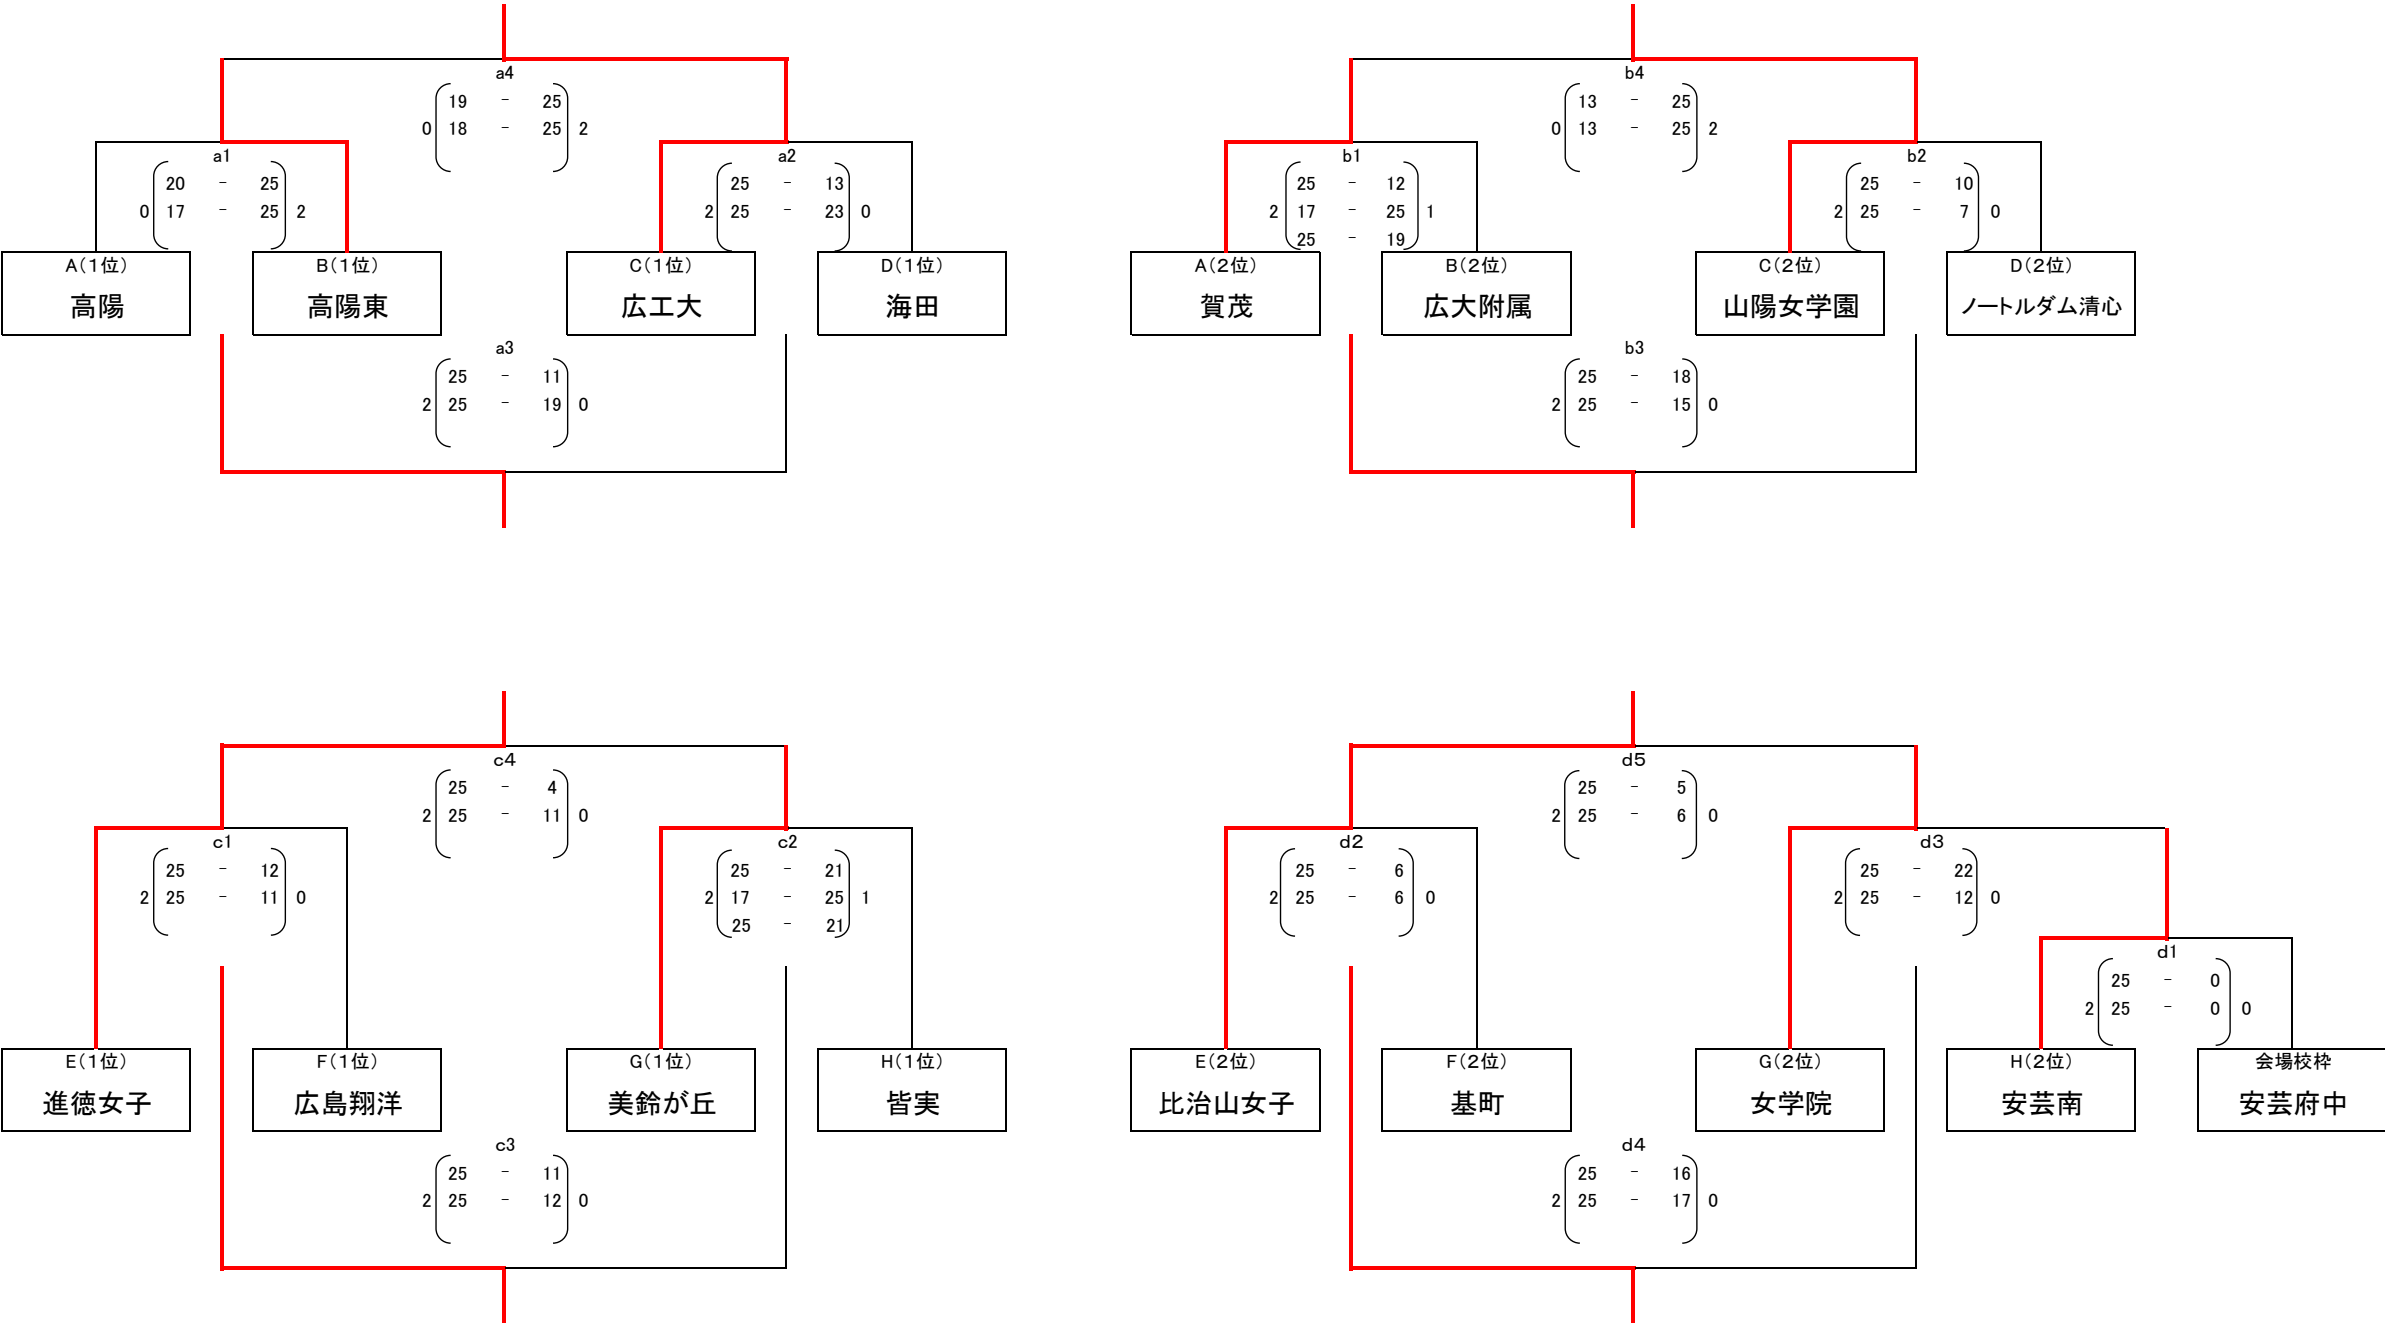 a4
19 - 25
0 18 - 25 2
a1
20 - 25
0 17 - 25 2
a2
25 - 13
2 25 - 23 0
A(1位)
高陽
B(1位)
高陽東
C(1位)
広工大
D(1位)
海田
a3
25 - 11
2 25 - 19 0
b4
13 - 25
0 13 - 25 2
b1
25 - 12
2 17 - 25 1
25 - 19
b2
25 - 10
2 25 - 7 0
A(2位)
賀茂
B(2位)
広大附属
C(2位)
山陽女学園
D(2位)
ノートルダム清心
b3
25 - 18
2 25 - 15 0
c4
25 - 4
2 25 - 11 0
c1
25 - 12
2 25 - 11 0
c2
25 - 21
2 17 - 25 1
25 - 21
E(1位)
進徳女子
F(1位)
広島翔洋
G(1位)
美鈴が丘
H(1位)
皆実
c3
25 - 11
2 25 - 12 0
d5
25 - 5
2 25 - 6 0
d2
25 - 6
2 25 - 6 0
d3
25 - 22
2 25 - 12 0
d1
25 - 0
2 25 - 0 0
E(2位)
比治山女子
F(2位)
基町
G(2位)
女学院
H(2位)
安芸南
会場校枠
安芸府中
d4
25 - 16
2 25 - 17 0